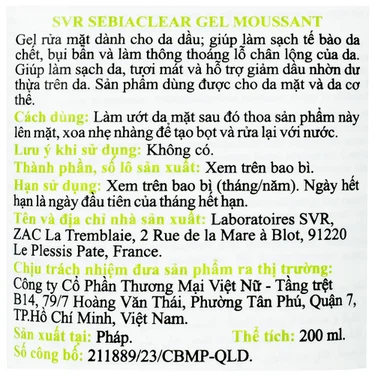 SVR SEBIACLEAR GEL MOUSSANT
Gel rửa mặt dành cho da dầu; giúp làm sạch tế bào da
chết, bụi bẩn và làm thông thoáng lỗ chân lông của da.
Giúp làm sạch da, tươi mát và hỗ trợ giảm dầu nhờn dư
thừa trên da. Sản phẩm dùng được cho da mặt và da cơ
thể.
Cách dùng: Làm ướt da mặt sau đó thoa sản phẩm này
lên mặt, xoa nhẹ nhàng để tạo bọt và rửa lại với nước.
Lưu ý khi sử dụng: Không có.
Thành phần, số lô sản xuất: Xem trên bao bì.
Hạn sử dụng: Xem trên bao bì (tháng/năm). Ngày hết
hạn là ngày đầu tiên của tháng hết hạn.
Tên và địa chỉ nhà sản xuất: Laboratoires SVR,
ZAC La Tremblaie, 2 Rue de la Mare à Blot, 91220
Le Plessis Pate, France.
Chịu trách nhiệm đưa sản phẩm ra thị trường:
Công ty Cổ Phần Thương Mại Việt Nữ - Tầng trệt
B14, 79/7 Hoàng Văn Thái, Phường Tân Phú, Quận 7,
TP.Hồ Chí Minh, Việt Nam.
Sản xuất tại: Pháp. Thể tích: 200 ml.
Số công bố: 211889/23/CBMP-QLD.